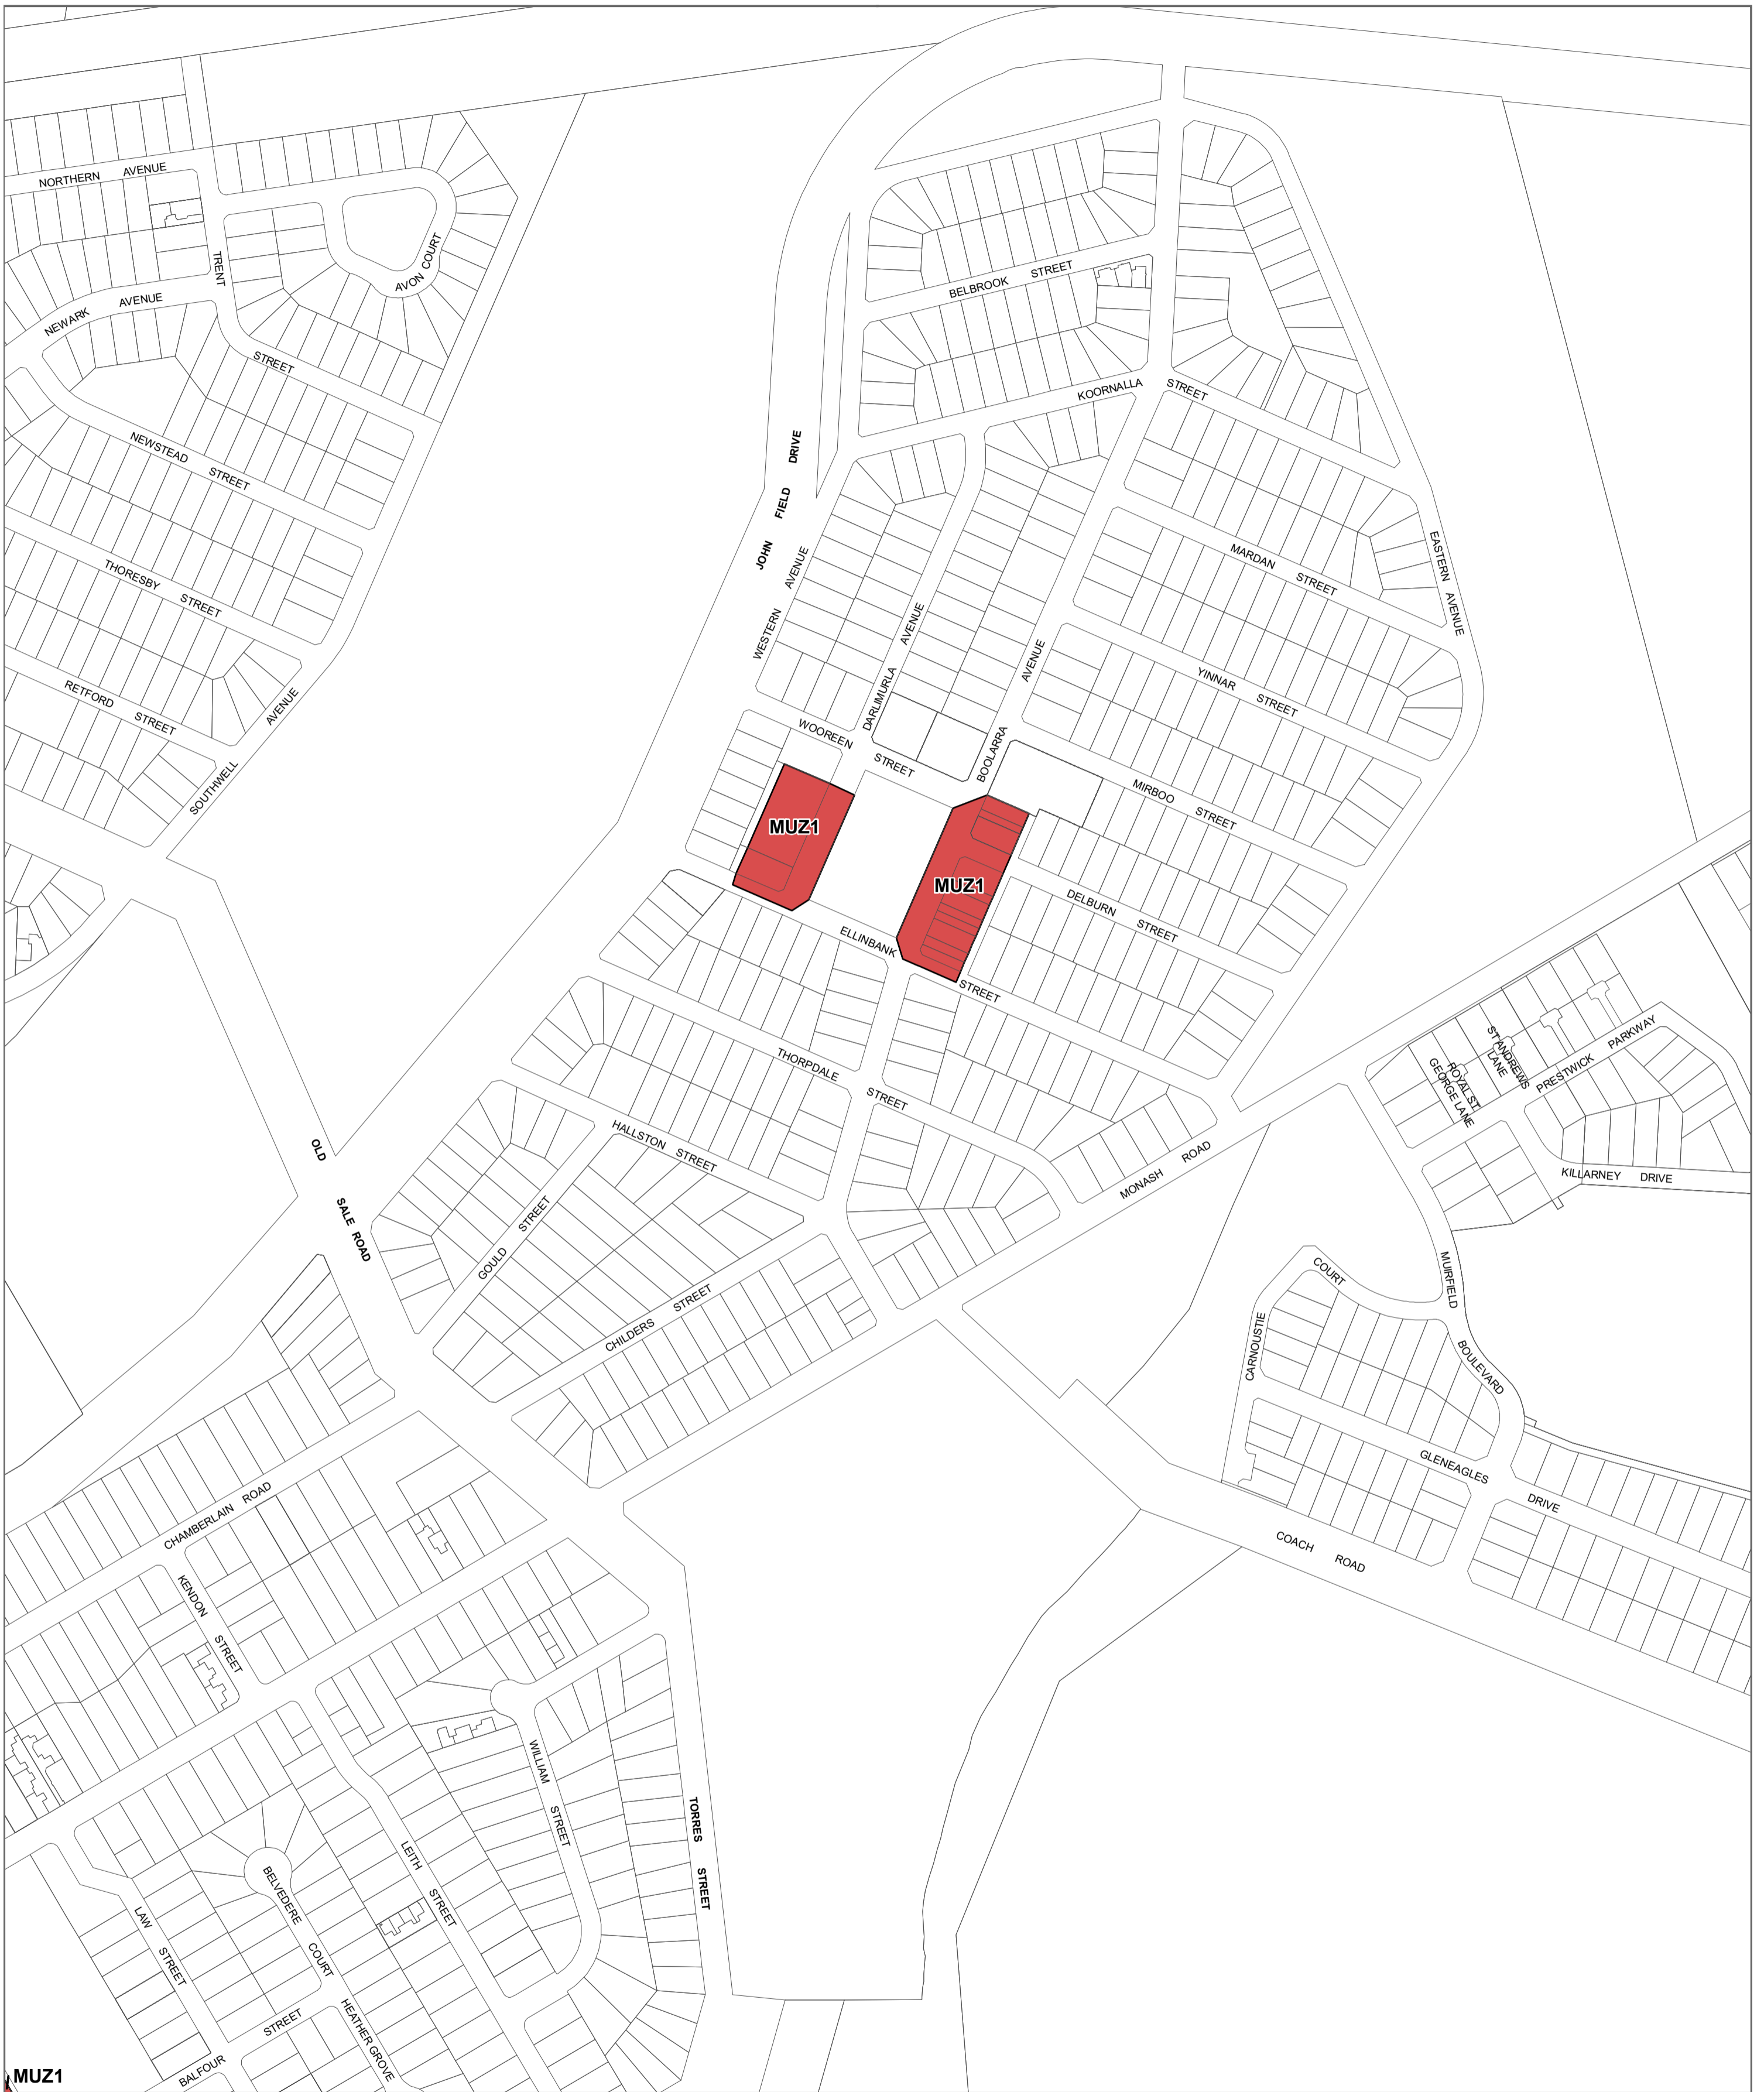 NORTHERN AVENUE
TRENT
AVON COURT
NEWARK AVENUE
STREET
NEWSTEAD STREET
THORESBY STREET
RETFORD STREET
SOUTHWELL AVENUE
BELBROOK STREET
KOORNALLA STREET
JOHN FIELD DRIVE
WESTERN AVENUE
DARLIMURLA AVENUE
BOOLARRA AVENUE
MARDAN STREET
EASTERN AVENUE
YINNAR STREET
WOOREEN STREET
MIRBOO STREET
MUZ1
MUZ1
DELBURN STREET
ELLINBANK STREET
THORPDALE STREET
HALLSTON STREET
GOULD STREET
CHILDERS STREET
MONASH ROAD
OLD SALE ROAD
ST ANDREWS
LANE
ROYAL ST
GEORGE LANE
PRESTWICK PARKWAY
KILLARNEY DRIVE
MUIRFIELD BOULEVARD
CARNOUSTIE COURT
GLENEAGLES DRIVE
COACH ROAD
CHAMBERLAIN ROAD
KENDON STREET
WILLIAM STREET
TORRES STREET
LEITH STREET
BELVEDERE COURT
LAW STREET
HEATHER GROVE
BALFOUR STREET
MUZ1